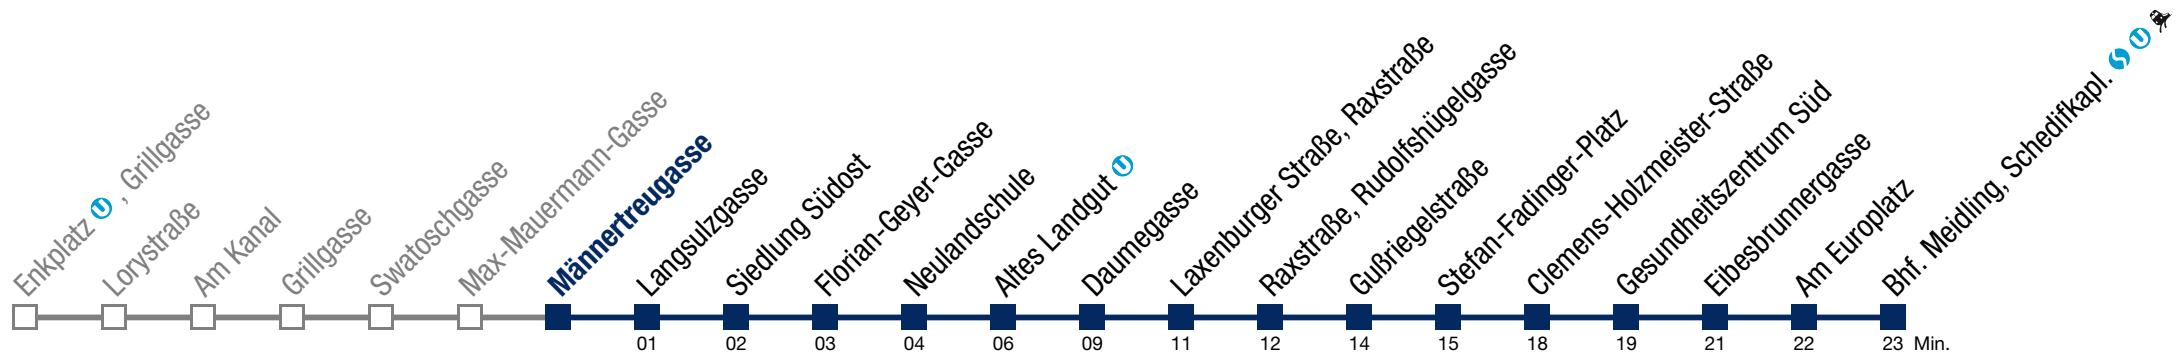 Enkplatz U , Grillgasse
Lorystraße
Am Kanal
Grillgasse
Swatoschgasse
Max-Mauermann-Gasse
Männertreugasse
Langsulzgasse
Siedlung Südost
Florian-Geyer-Gasse
Neulandschule
Altes Landgut U
Daumegasse
Laxenburger Straße, Raxstraße
Raxstraße, Rudolfshügelgasse
Gußriegelstraße
Stefan-Fadinger-Platz
Clemens-Holzmeister-Straße
Gesundheitszentrum Süd
Eibesbrunnergasse
Am Europlatz
Bhf. Meidling, Schedifkapl. S U
01 02 03 04 06 09 11 12 14 15 18 19 21 22 23 Min.